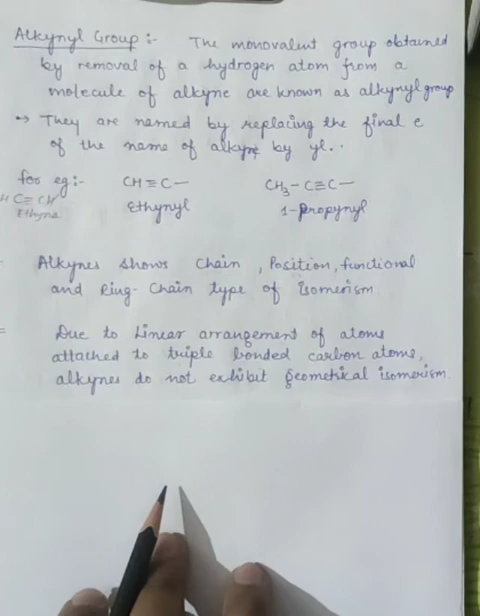 Alkynyl Group :- The monovalent group obtained
by removal of a hydrogen atom from a
molecule of alkyne are known as alkynyl group
→ They are named by replacing the final e
of the name of alkyne by yl..
for eg:- CH≡C— CH₃-C≡C—
HC≡CH Ethynyl 1-propynyl
Ethyne
Alkynes shows Chain, Position, functional
and Ring-Chain type of Isomerism.
Due to Linear arrangement of atoms
attached to triple bonded carbon atoms,
alkynes do not exhibit geometrical isomerism.